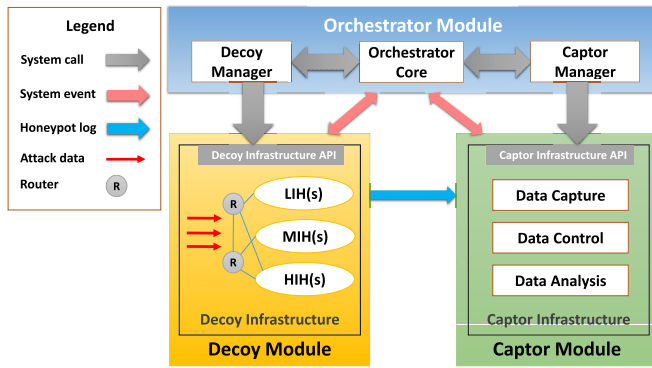 Legend
System call
System event
Honeypot log
Attack data
Router
R
Orchestrator Module
Decoy
Manager
Orchestrator
Core
Captor
Manager
Decoy Infrastructure API
R
R
LIH(s)
MIH(s)
HIH(s)
Decoy Infrastructure
Decoy Module
Captor Infrastructure API
Data Capture
Data Control
Data Analysis
Captor Infrastructure
Captor Module